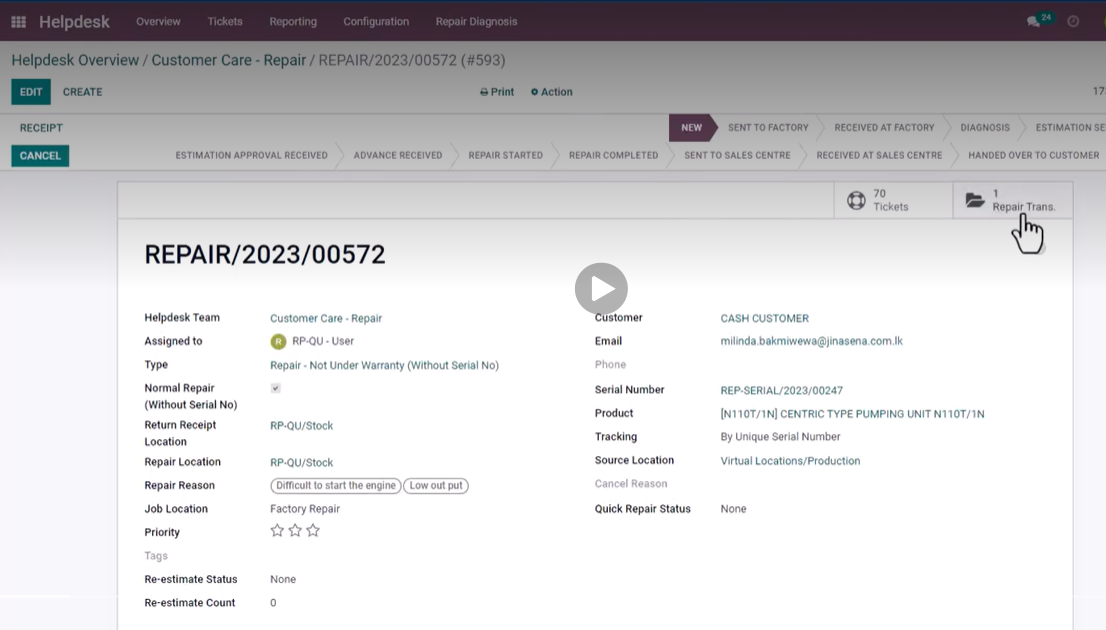 Helpdesk Overview Tickets Reporting Configuration Repair Diagnosis 24
Helpdesk Overview / Customer Care - Repair / REPAIR/2023/00572 (#593)
EDIT CREATE Print Action
RECEIPT NEW SENT TO FACTORY RECEIVED AT FACTORY DIAGNOSIS ESTIMATION SE
CANCEL ESTIMATION APPROVAL RECEIVED ADVANCE RECEIVED REPAIR STARTED REPAIR COMPLETED SENT TO SALES CENTRE RECEIVED AT SALES CENTRE HANDED OVER TO CUSTOMER
70 Tickets
1 Repair Trans.
REPAIR/2023/00572
Helpdesk Team Customer Care - Repair
Assigned to R RP-QU - User
Type Repair - Not Under Warranty (Without Serial No)
Normal Repair
(Without Serial No)
Return Receipt RP-QU/Stock
Location
Repair Location RP-QU/Stock
Repair Reason Difficult to start the engine Low out put
Job Location Factory Repair
Priority
Tags
Re-estimate Status None
Re-estimate Count 0
Customer CASH CUSTOMER
Email milinda.bakmiwewa@jinasena.com.lk
Phone
Serial Number REP-SERIAL/2023/00247
Product [N110T/1N] CENTRIC TYPE PUMPING UNIT N110T/1N
Tracking By Unique Serial Number
Source Location Virtual Locations/Production
Cancel Reason
Quick Repair Status None